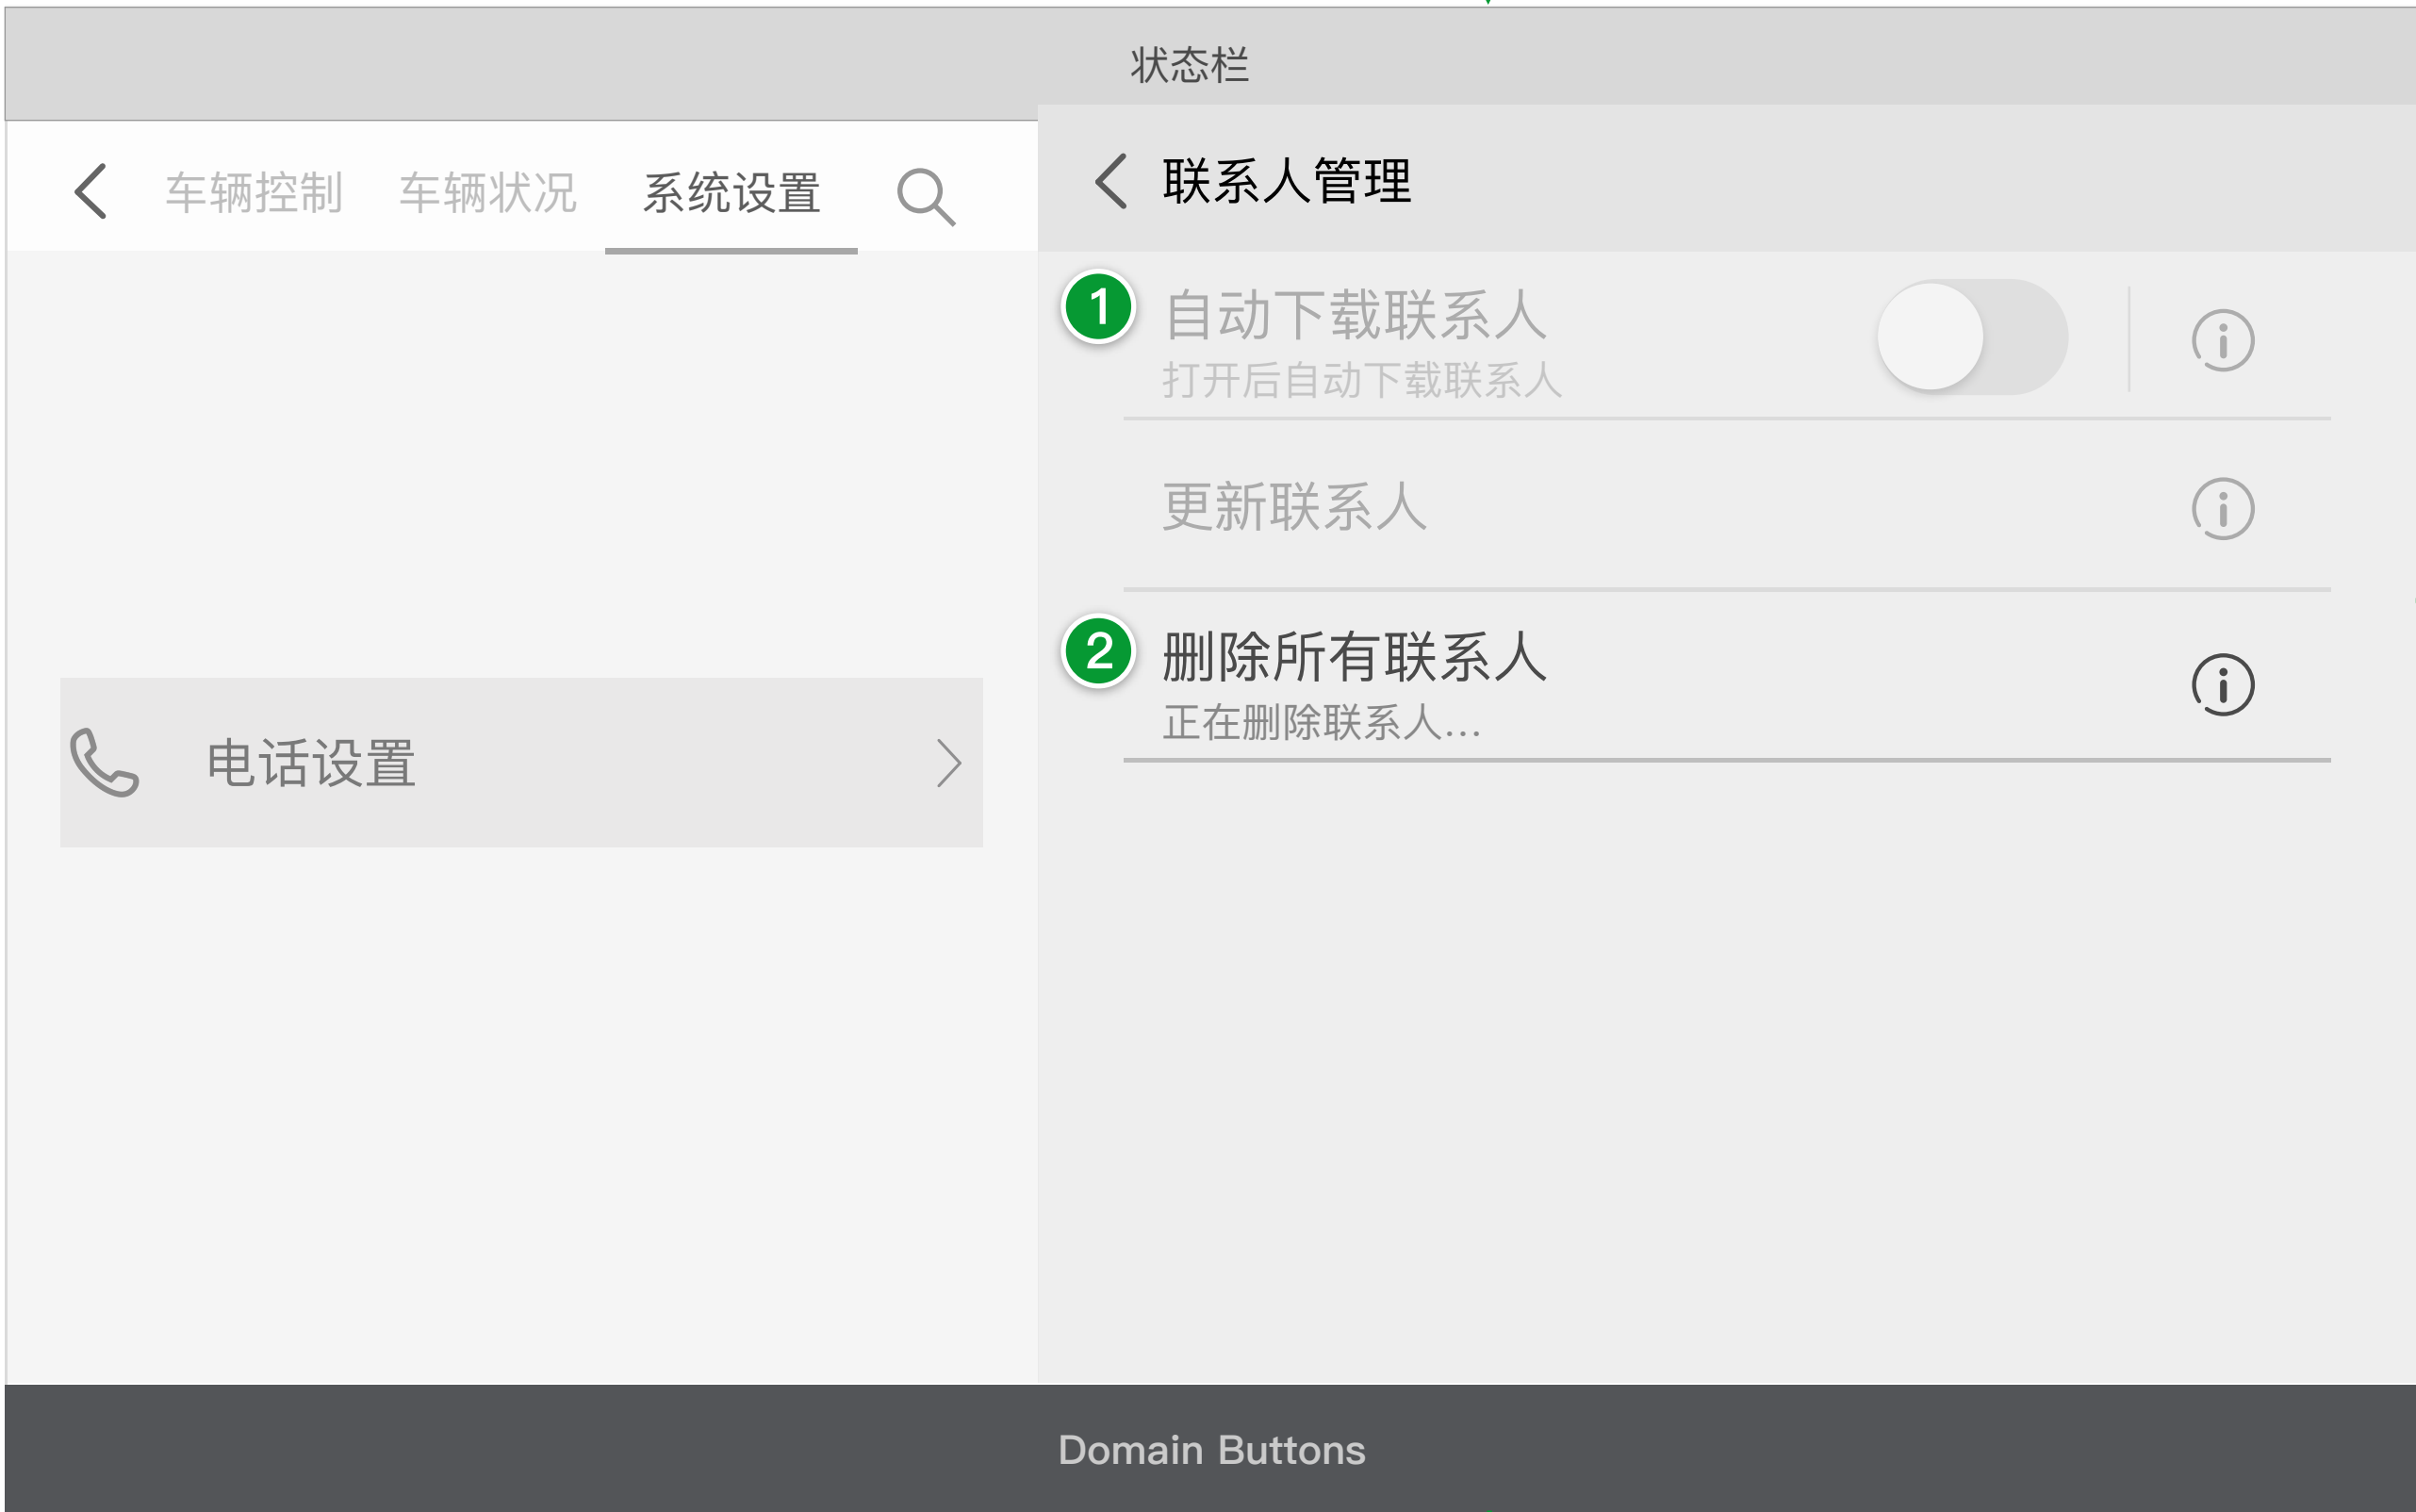 状态栏
车辆控制 车辆状况 系统设置
联系人管理
1 自动下载联系人
打开后自动下载联系人
更新联系人
2 删除所有联系人
正在删除联系人...
电话设置
Domain Buttons